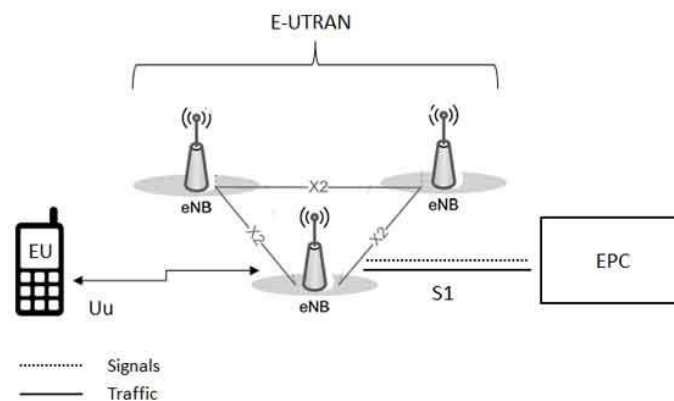 E-UTRAN
X2
eNB
eNB
X2
X2
EU
Uu
eNB
S1
EPC
Signals
Traffic